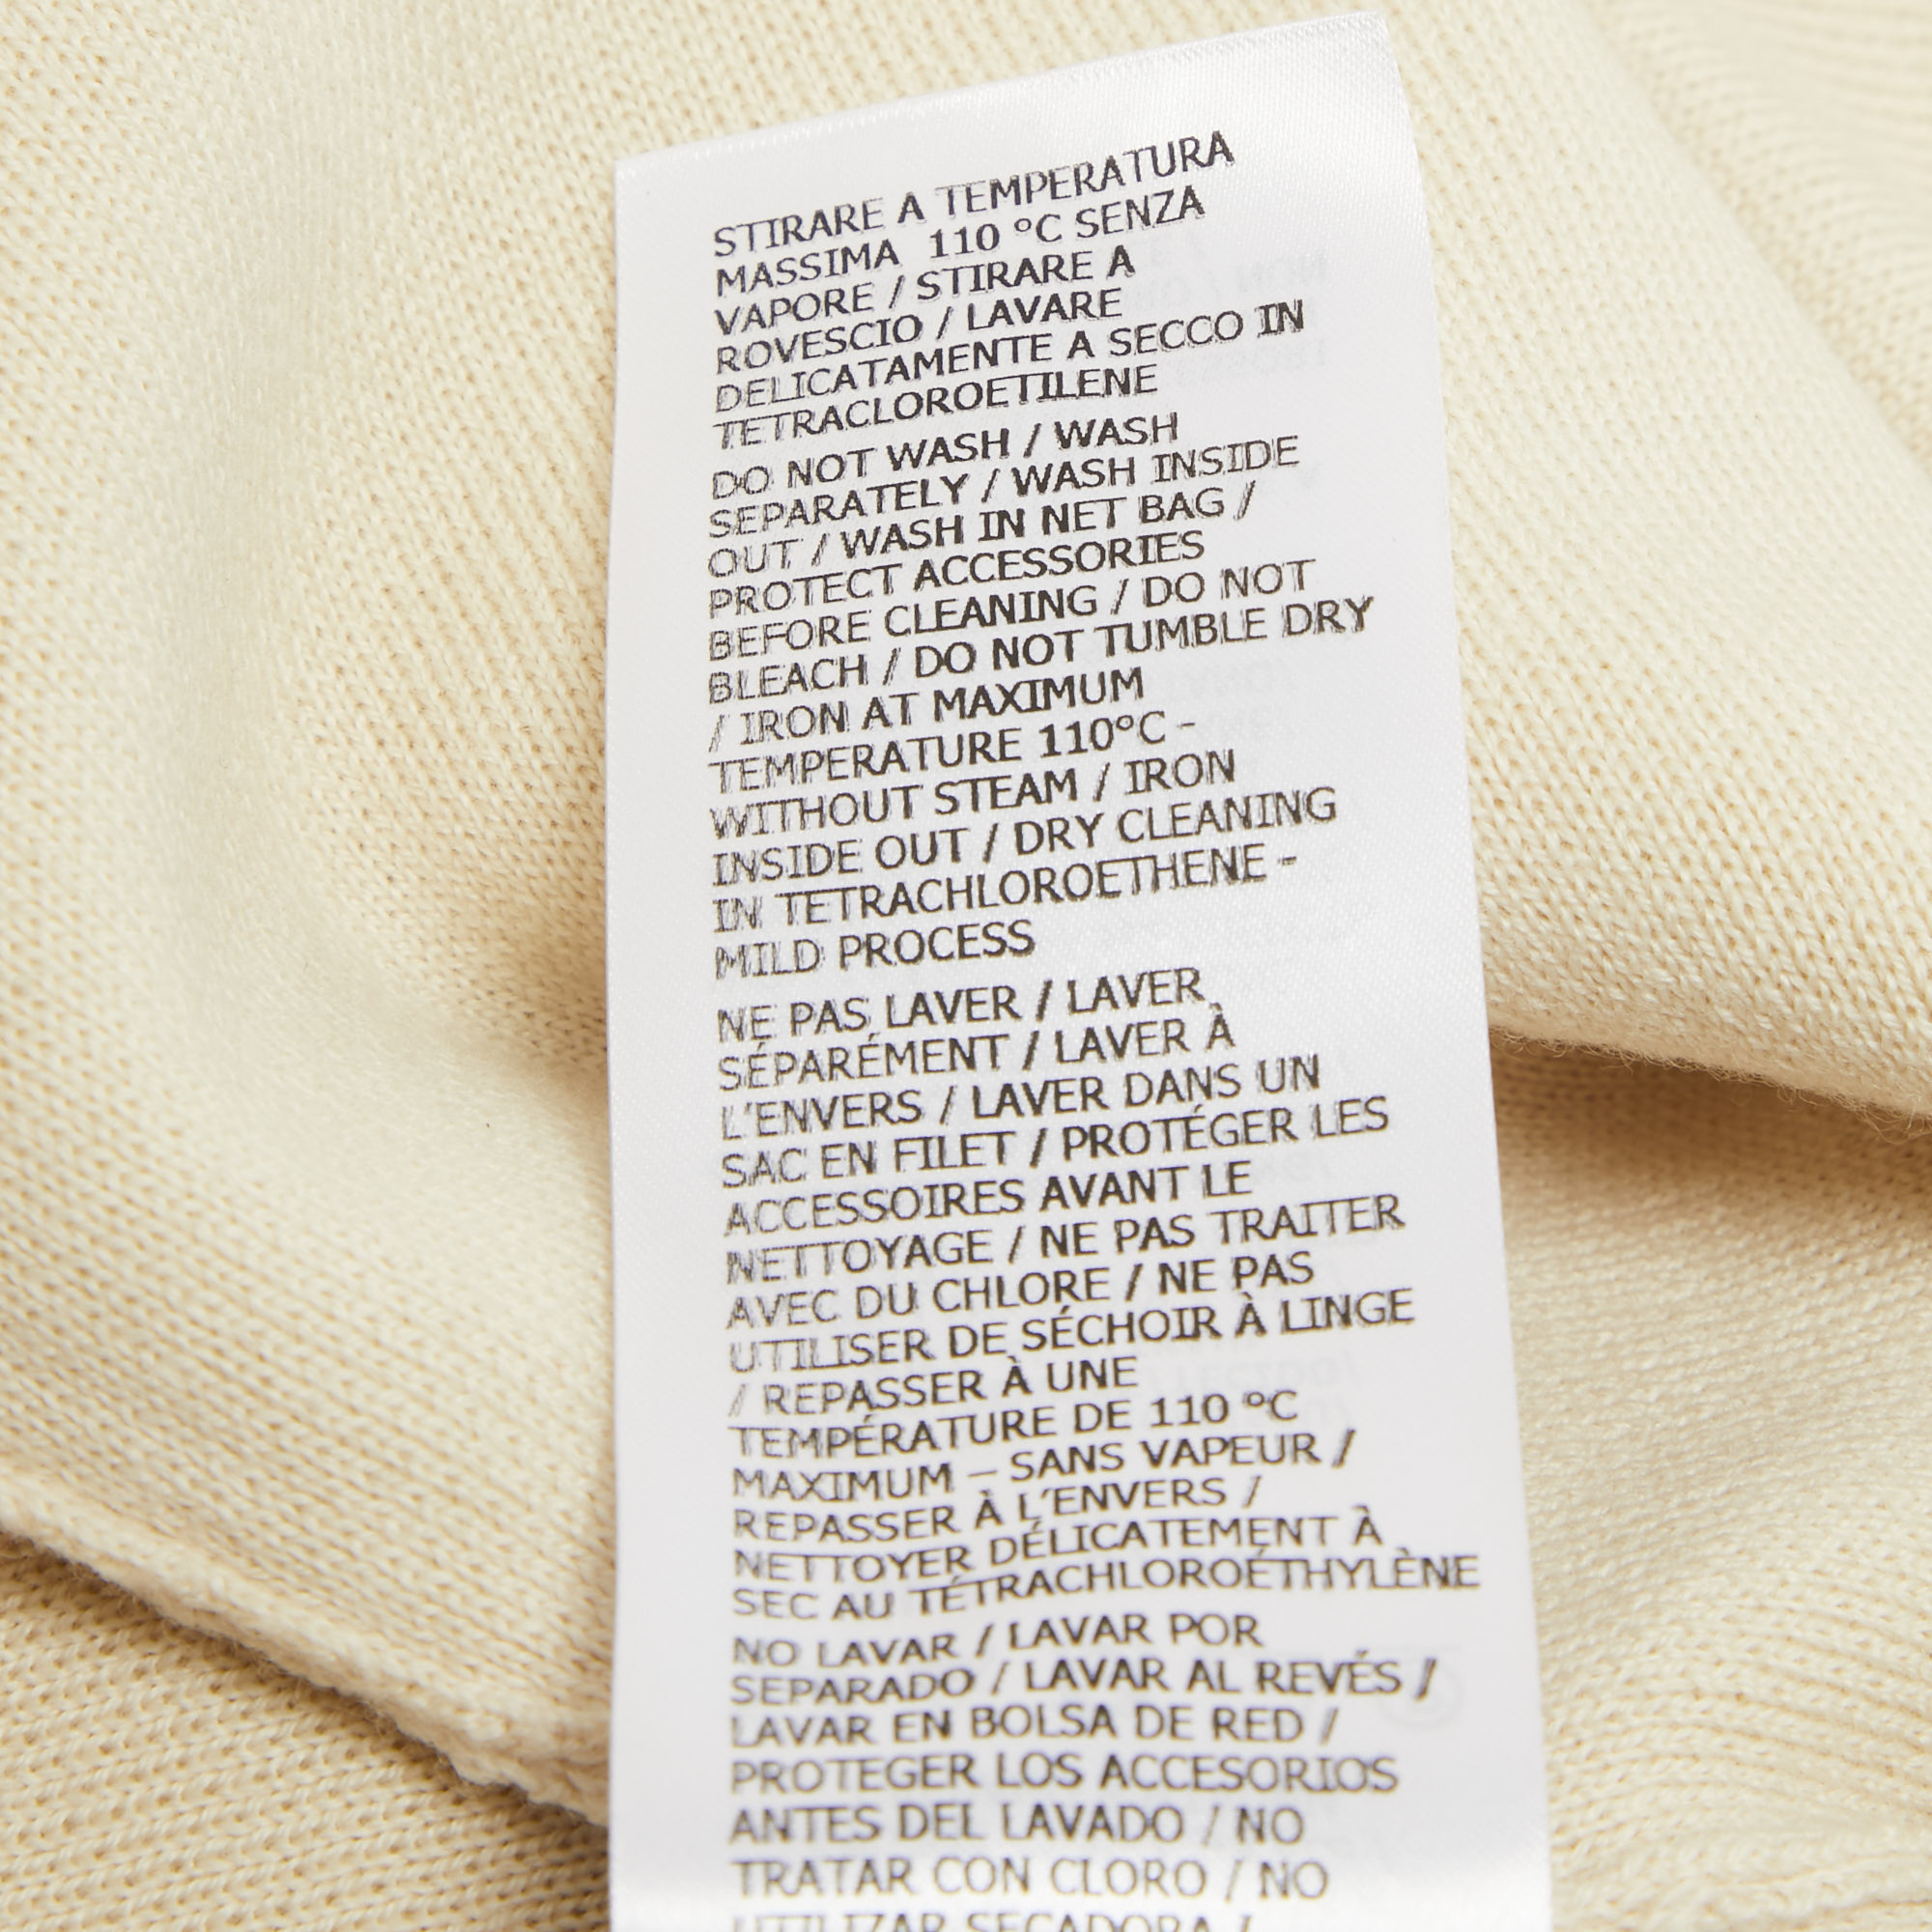 STIRARE A TEMPERATURA
MASSIMA 110 °C SENZA
VAPORE / STIRARE A
ROVESCIO / LAVARE
DELICATAMENTE A SECCO IN
TETRACLOROETILENE
DO NOT WASH / WASH
SEPARATELY / WASH INSIDE
OUT / WASH IN NET BAG /
PROTECT ACCESSORIES
BEFORE CLEANING / DO NOT
BLEACH / DO NOT TUMBLE DRY
/ IRON AT MAXIMUM
TEMPERATURE 110°C -
WITHOUT STEAM / IRON
INSIDE OUT / DRY CLEANING
IN TETRACHLOROETHENE -
MILD PROCESS
NE PAS LAVER / LAVER
SÉPARÉMENT / LAVER À
L'ENVERS / LAVER DANS UN
SAC EN FILET / PROTÉGER LES
ACCESSOIRES AVANT LE
NETTOYAGE / NE PAS TRAITER
AVEC DU CHLORE / NE PAS
UTILISER DE SÉCHOIR À LINGE
/ REPASSER À UNE
TEMPÉRATURE DE 110 °C
MAXIMUM – SANS VAPEUR /
REPASSER À L'ENVERS /
NETTOYER DÉLICATEMENT À
SEC AU TÉTRACHLOROÉTHYLÈNE
NO LAVAR / LAVAR POR
SEPARADO / LAVAR AL REVÉS /
LAVAR EN BOLSA DE RED /
PROTEGER LOS ACCESORIOS
ANTES DEL LAVADO / NO
TRATAR CON CLORO / NO
UTILIZAR SECADORA /